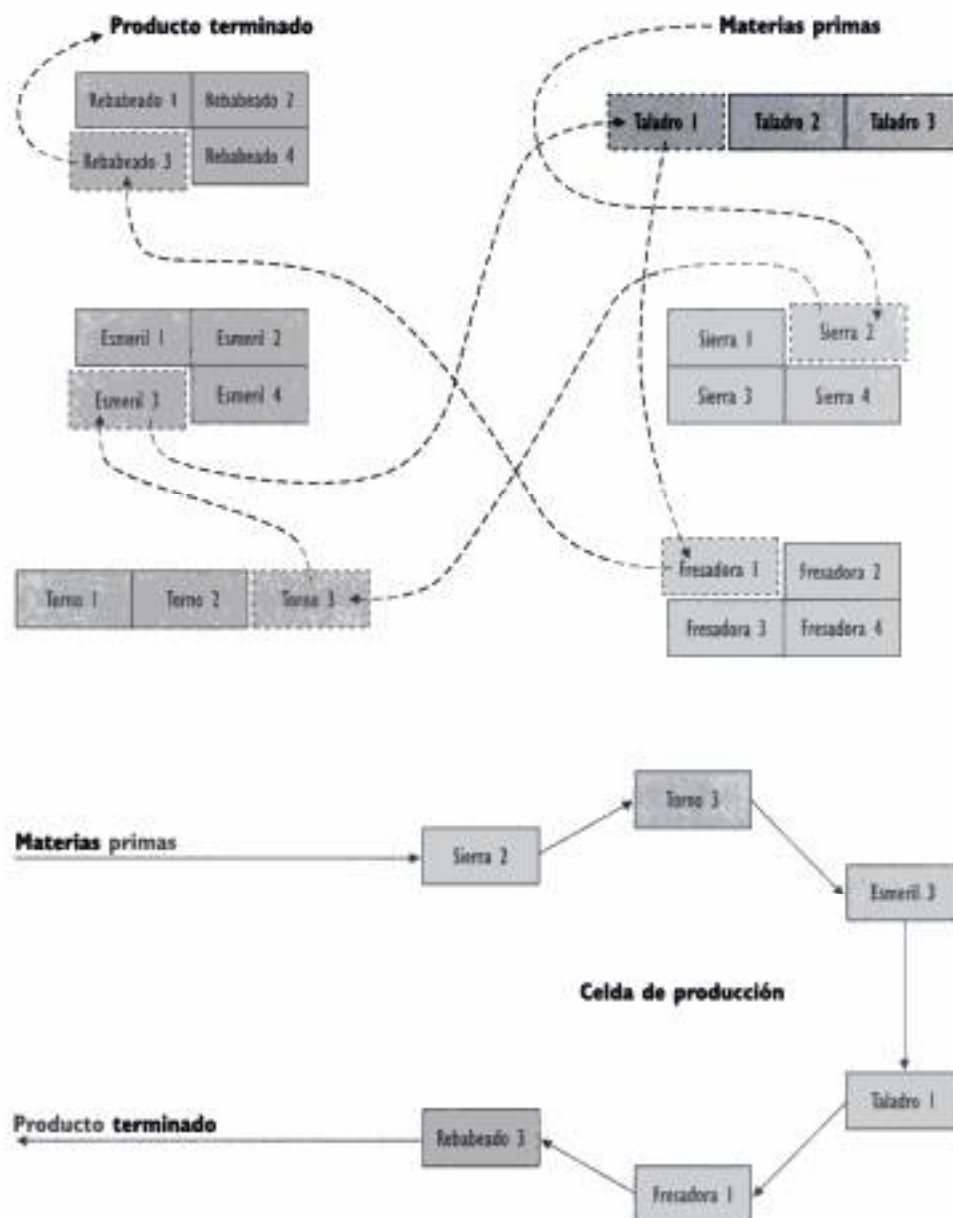 Producto terminado
Materias primas
Rebabeado 1
Rebabeado 2
Rebabeado 3
Rebabeado 4
Taladro 1
Taladro 2
Taladro 3
Esmeril 1
Esmeril 2
Esmeril 3
Esmeril 4
Sierra 1
Sierra 2
Sierra 3
Sierra 4
Torno 1
Torno 2
Torno 3
Fresadora 1
Fresadora 2
Fresadora 3
Fresadora 4
Materias primas
Sierra 2
Torno 3
Esmeril 3
Celda de producción
Taladro 1
Producto terminado
Rebabeado 3
Fresadora 1